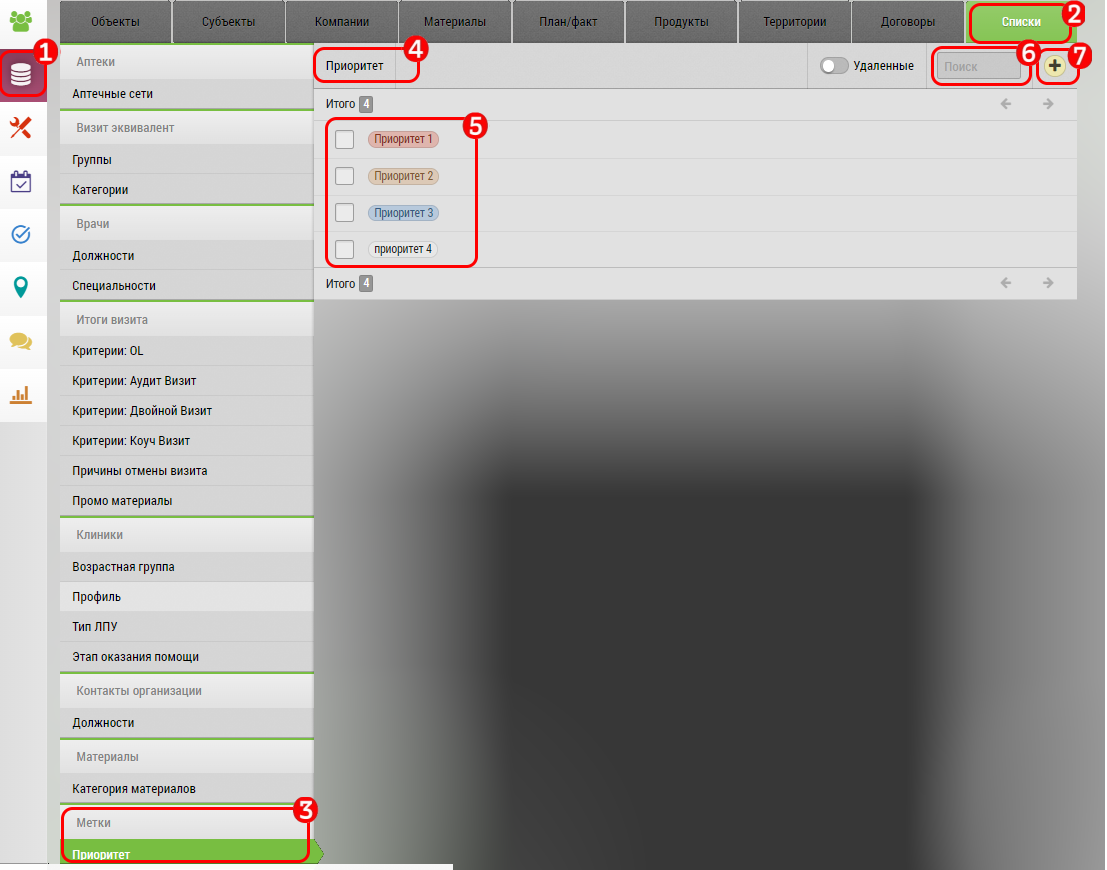 Объекты Субъекты Компании Материалы План/факт Продукты Территории Договоры Списки 2
1
Аптеки
Аптечные сети
Визит эквивалент
Группы
Категории
Врачи
Должности
Специальности
Итоги визита
Критерии: OL
Критерии: Аудит Визит
Критерии: Двойной Визит
Критерии: Коуч Визит
Причины отмены визита
Промо материалы
Клиники
Возрастная группа
Профиль
Тип ЛПУ
Этап оказания помощи
Контакты организации
Должности
Материалы
Категория материалов
Метки 3
Приоритет
Приоритет 4 Удаленные Поиск 6 7
Итого 4
5
Приоритет 1
Приоритет 2
Приоритет 3
приоритет 4
Итого 4